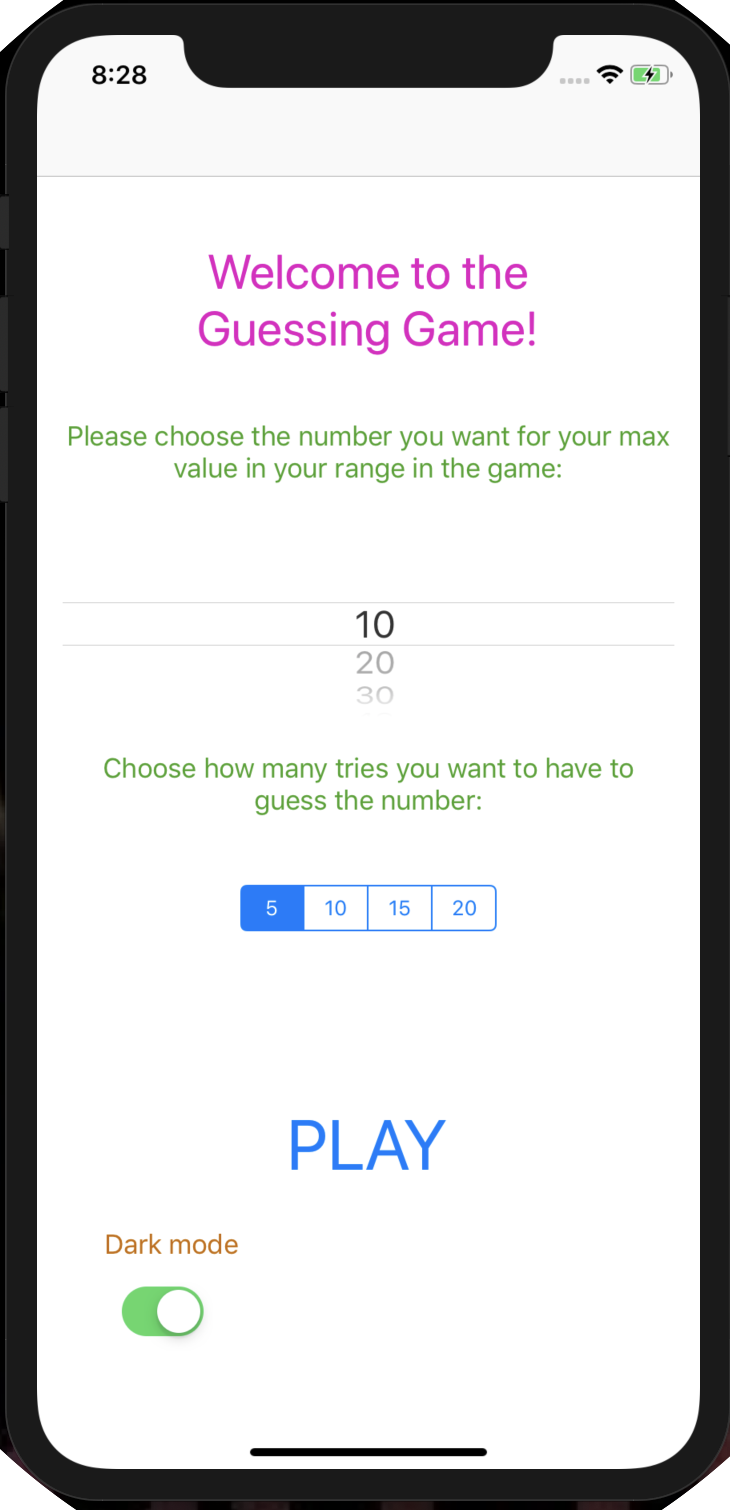 8:28
Welcome to the
Guessing Game!
Please choose the number you want for your max
value in your range in the game:
10
20
30
Choose how many tries you want to have to
guess the number:
5 10 15 20
PLAY
Dark mode